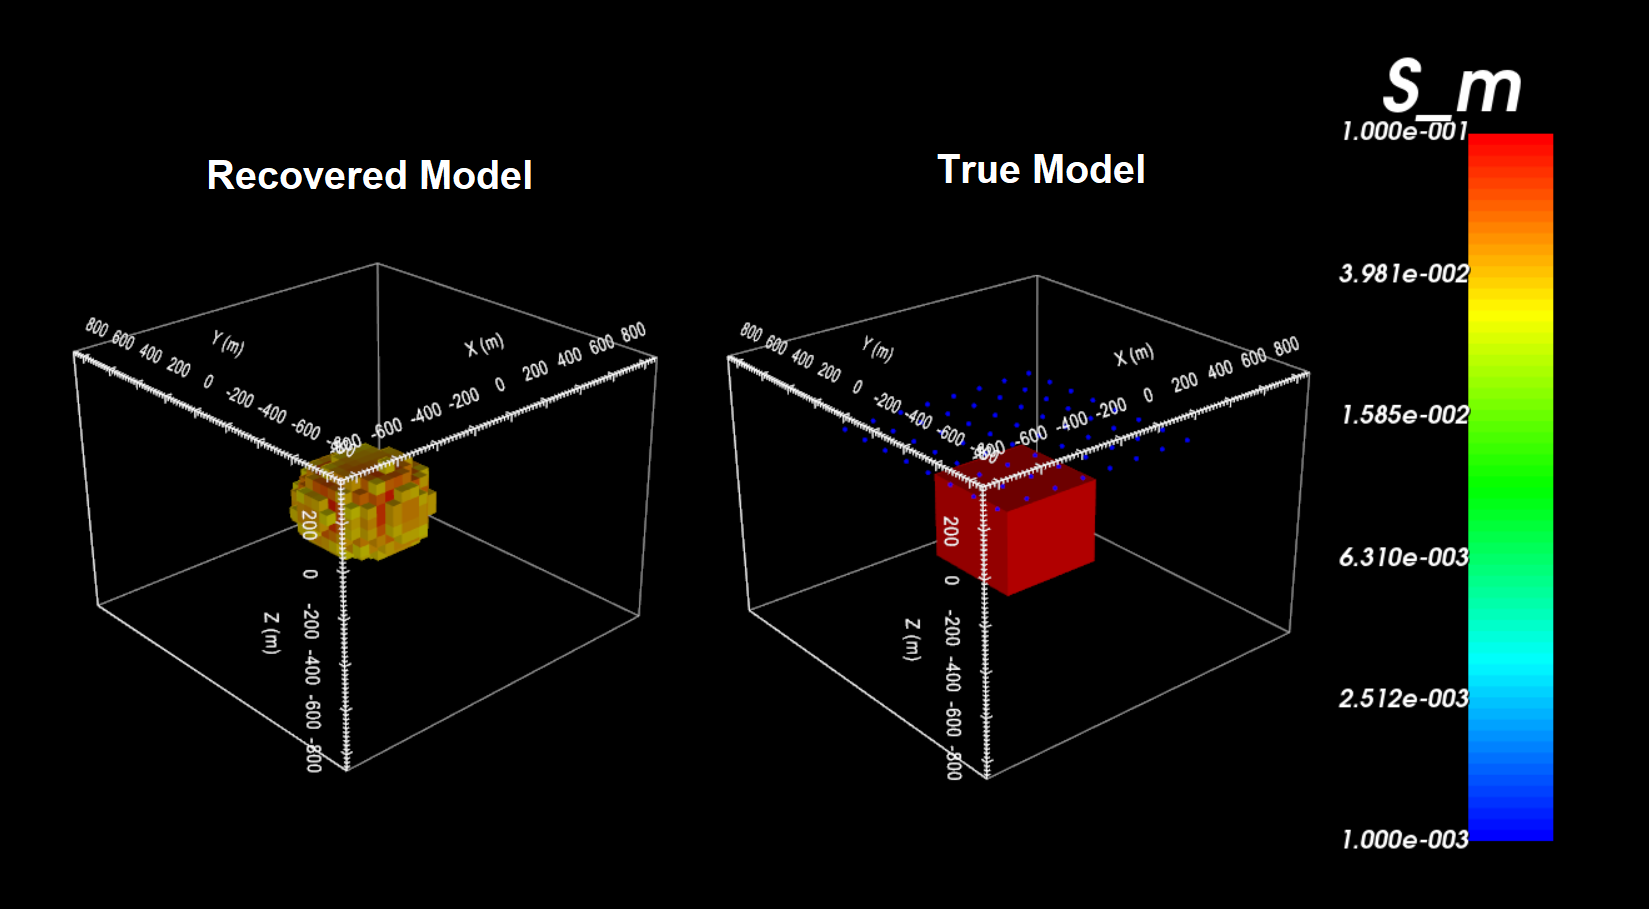 Recovered Model
800 600 400 200 0 -200 -400 -600 -800
Y (m)
-800 -600 -400 -200 0 200 400 600 800
X (m)
200 0 -200 -400 -600 -800
Z (m)
True Model
800 600 400 200 0 -200 -400 -600 -800
Y (m)
-600 -400 -200 0 200 400 600 800
X (m)
200 0 -200 -400 -600 -800
Z (m)
S_m
1.000e-001
3.981e-002
1.585e-002
6.310e-003
2.512e-003
1.000e-003